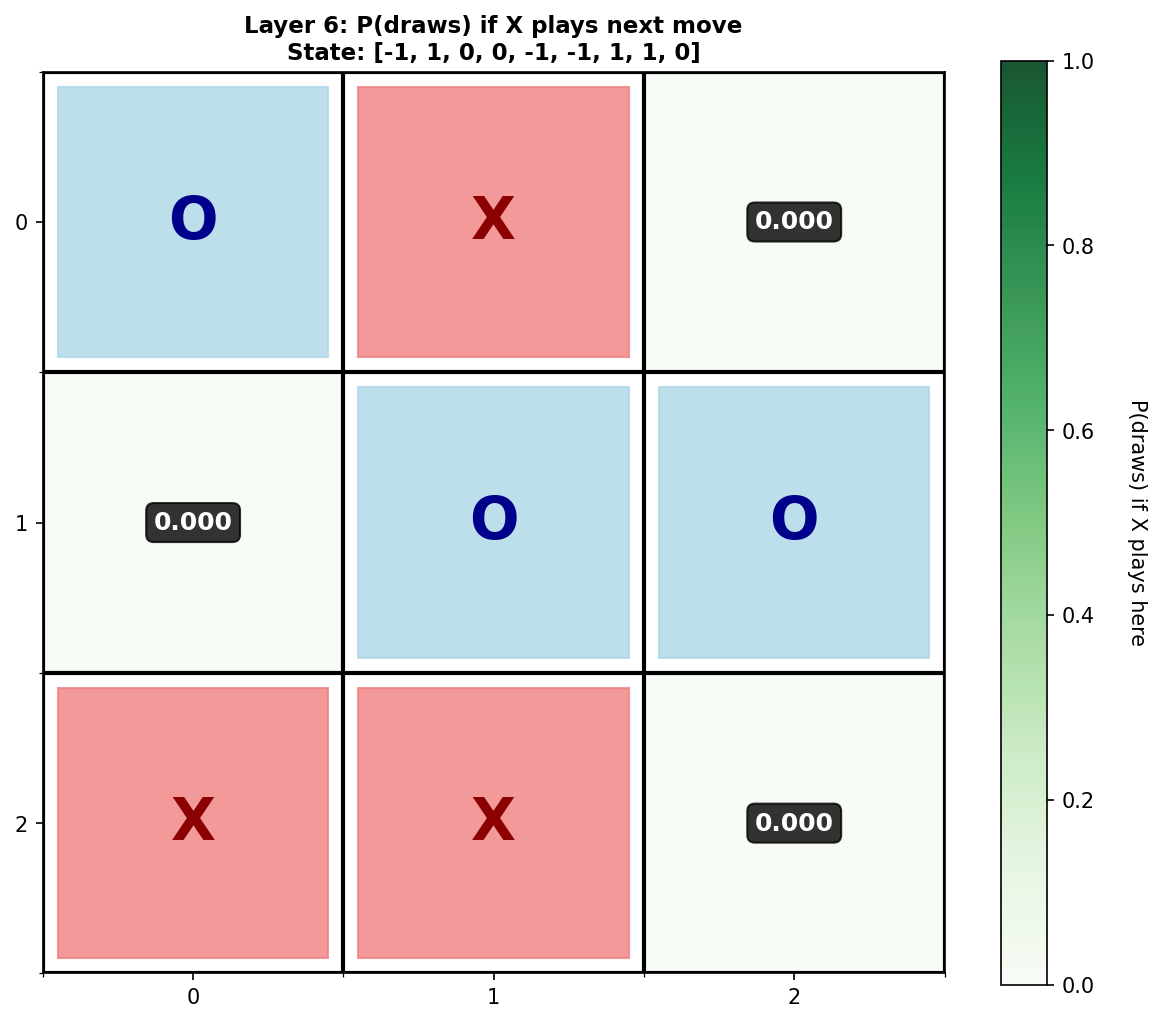 Layer 6: P(draws) if X plays next move
State: [-1, 1, 0, 0, -1, -1, 1, 1, 0]
O
X
0.000
0.000
O
O
X
X
0.000
0
1
2
0
1
2
1.0
0.8
0.6
0.4
0.2
0.0
P(draws) if X plays here